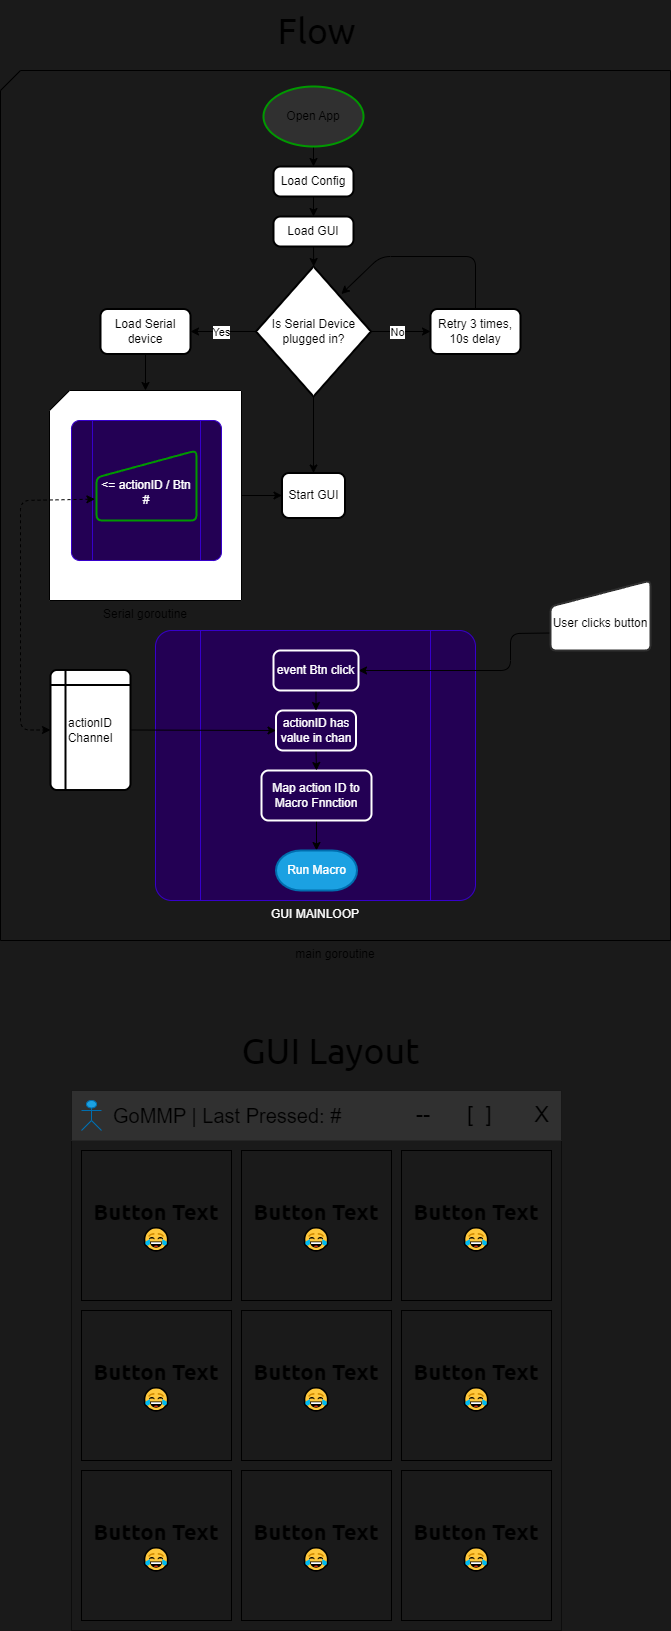 Flow
Open App
Load Config
Load GUI
Is Serial Device
plugged in?
Yes
No
Load Serial
device
Retry 3 times,
10s delay
<= actionID / Btn
#
Start GUI
Serial goroutine
User clicks button
event Btn click
actionID
Channel
actionID has
value in chan
Map action ID to
Macro Fnnction
Run Macro
GUI MAINLOOP
main goroutine
GUI Layout
GoMMP | Last Pressed: #
--
[ ]
X
Button Text
😂
Button Text
😂
Button Text
😂
Button Text
😂
Button Text
😂
Button Text
😂
Button Text
😂
Button Text
😂
Button Text
😂